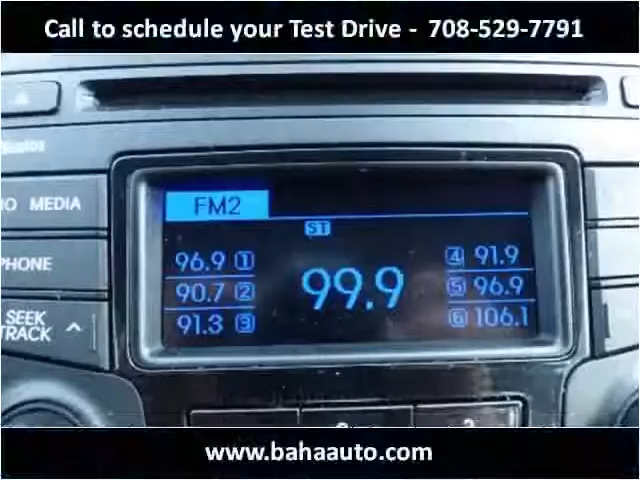 Call to schedule your Test Drive - 708-529-7791
MEDIA
PHONE
SEEK
TRACK
FM2
ST
96.9 1
90.7 2
91.3 3
99.9
4 91.9
5 96.9
6 106.1
www.bahaauto.com